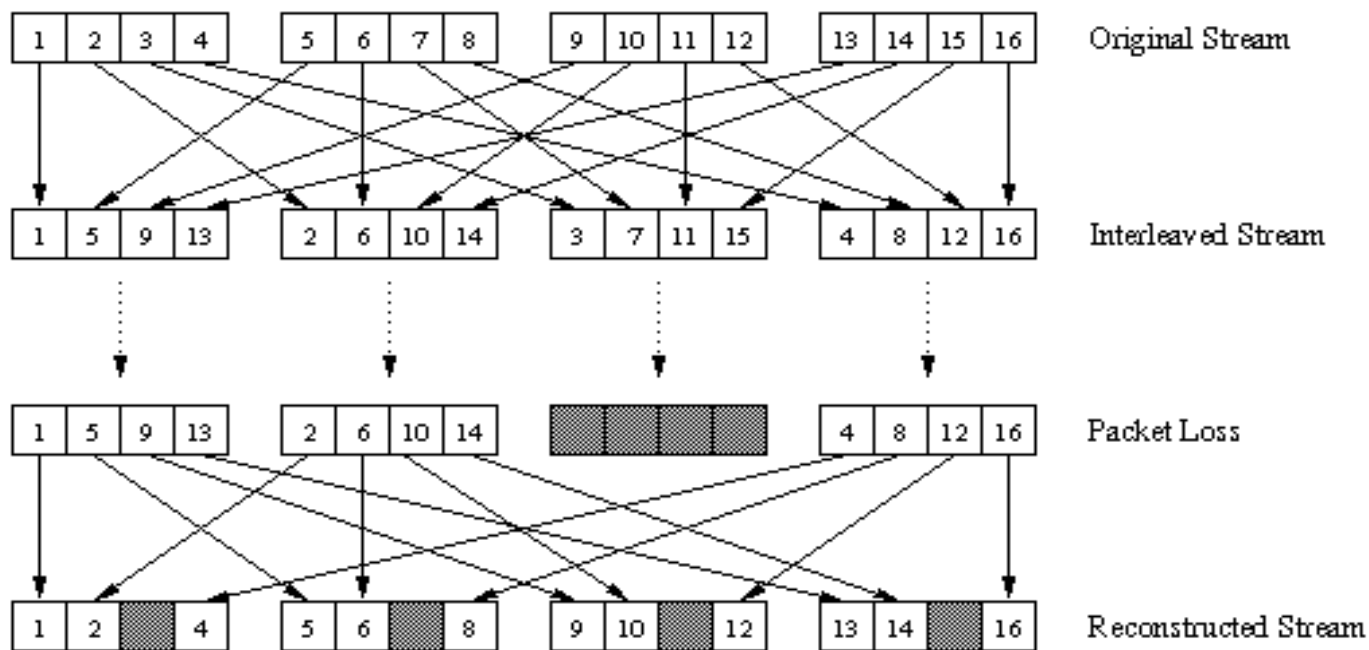 1 2 3 4 5 6 7 8 9 10 11 12 13 14 15 16 Original Stream
1 5 9 13 2 6 10 14 3 7 11 15 4 8 12 16 Interleaved Stream
1 5 9 13 2 6 10 14 4 8 12 16 Packet Loss
1 2 4 5 6 8 9 10 12 13 14 16 Reconstructed Stream